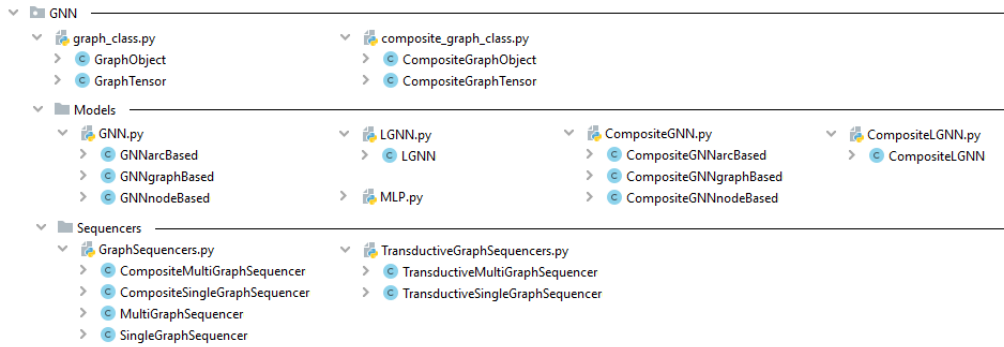 GNN
graph_class.py
C GraphObject
C GraphTensor
composite_graph_class.py
C CompositeGraphObject
C CompositeGraphTensor
Models
GNN.py
C GNNarcBased
C GNNgraphBased
C GNNnodeBased
LGNN.py
C LGNN
MLP.py
CompositeGNN.py
C CompositeGNNarcBased
C CompositeGNNgraphBased
C CompositeGNNnodeBased
CompositeLGNN.py
C CompositeLGNN
Sequencers
GraphSequencers.py
C CompositeMultiGraphSequencer
C CompositeSingleGraphSequencer
C MultiGraphSequencer
C SingleGraphSequencer
TransductiveGraphSequencers.py
C TransductiveMultiGraphSequencer
C TransductiveSingleGraphSequencer